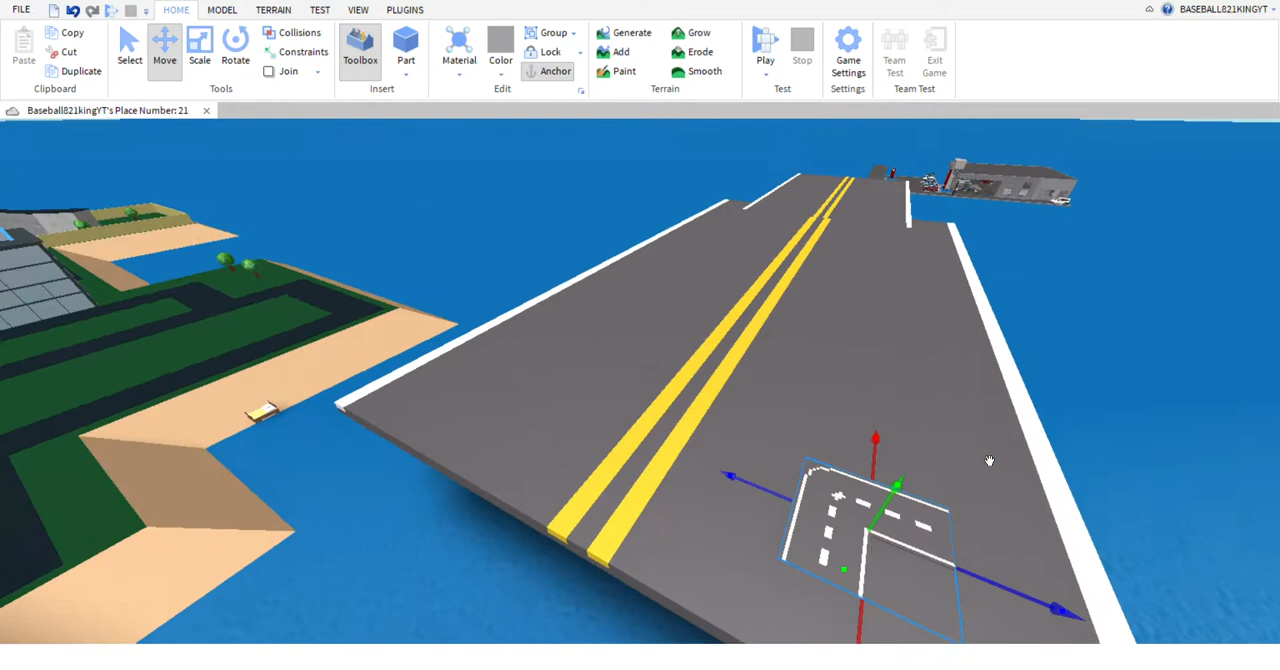 FILE HOME MODEL TERRAIN TEST VIEW PLUGINS BASEBALL821KINGYT
Paste Copy Cut Duplicate Clipboard
Select Move Scale Rotate Collisions Constraints Join Tools
Toolbox Part Insert
Material Color Group Lock Anchor Edit
Generate Add Paint Grow Erode Smooth Terrain
Play Stop Test
Game Settings Settings
Team Test Exit Game Team Test
Baseball821kingYT's Place Number: 21